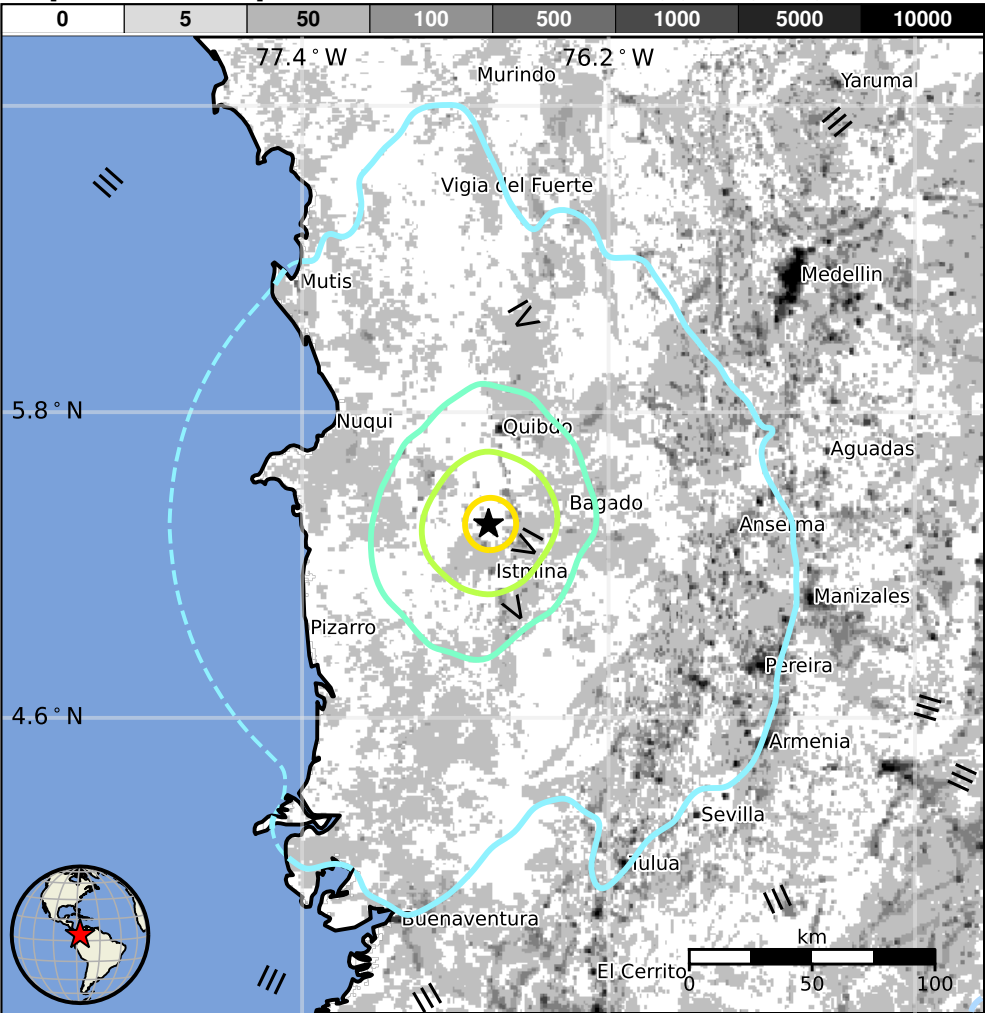 0 5 50 100 500 1000 5000 10000
77.4°W 76.2°W
Murindo
Yarumal
III
III
Vigia del Fuerte
Medellin
Mutis
IV
5.8°N
Nuqui
Quibdo
Aguadas
Bagado
Anserma
VI
Istmina
Manizales
V
Pizarro
Pereira
III
4.6°N
Armenia
III
Sevilla
Tulua
III
Buenaventura
km
El Cerrito
0 50 100
III
III